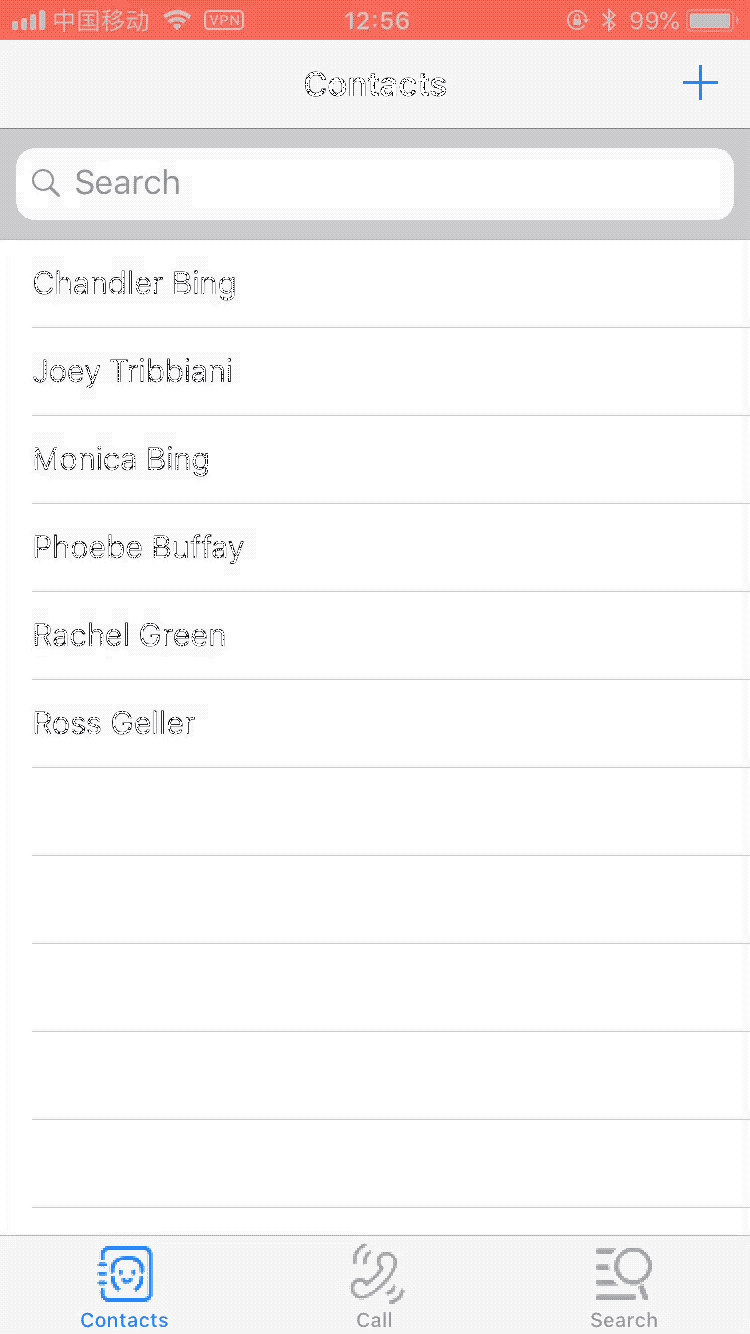 中国移动 VPN 12:56 99%
Contacts
Search
Chandler Bing
Joey Tribbiani
Monica Bing
Phoebe Buffay
Rachel Green
Ross Geller
Contacts Call Search